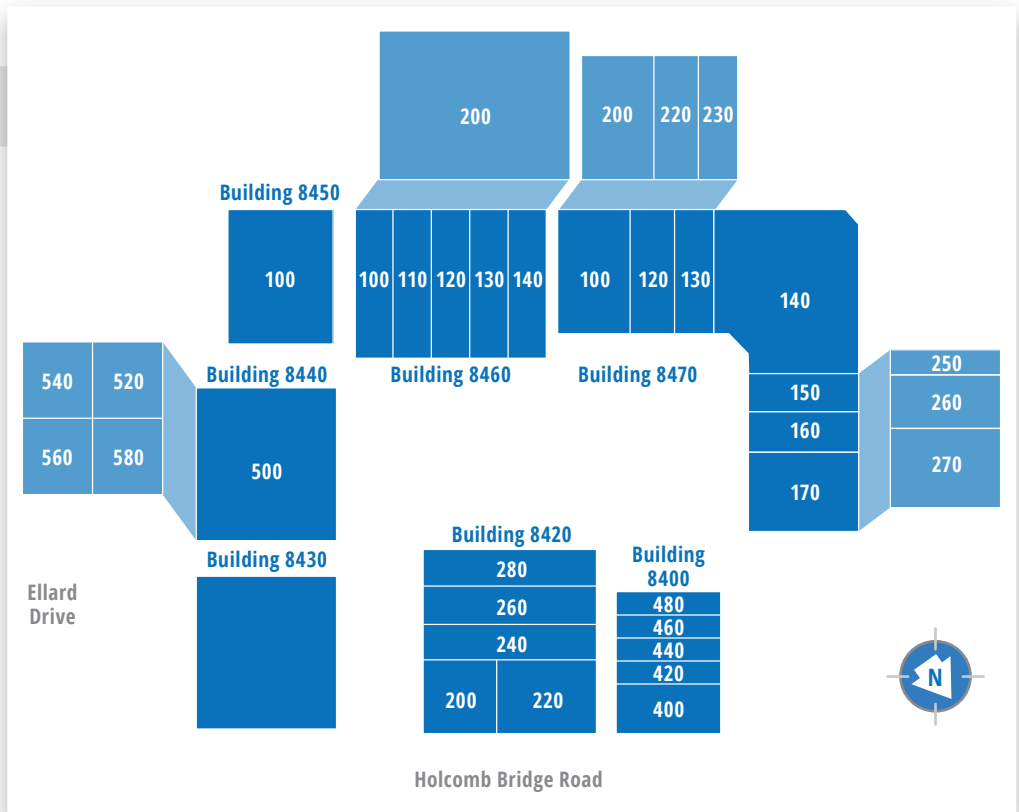 200
200 220 230
Building 8450
100
100 110 120 130 140
100 120 130
140
Building 8440
Building 8460
Building 8470
540 520
560 580
500
150
160
170
250
260
270
Building 8430
Building 8420
280
260
240
200 220
Building
8400
480
460
440
420
400
Ellard
Drive
N
Holcomb Bridge Road